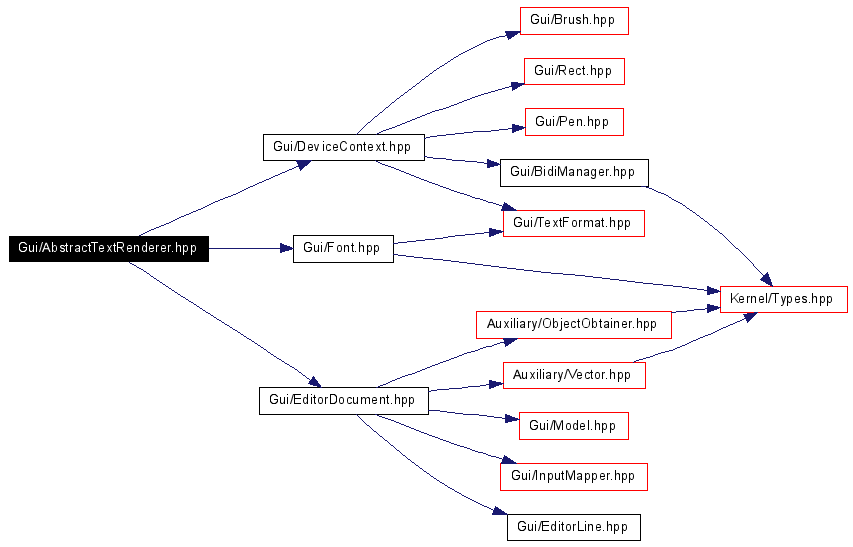 Gui/Brush.hpp
Gui/Rect.hpp
Gui/Pen.hpp
Gui/DeviceContext.hpp
Gui/BidiManager.hpp
Gui/TextFormat.hpp
Gui/AbstractTextRenderer.hpp
Gui/Font.hpp
Kernel/Types.hpp
Auxiliary/ObjectObtainer.hpp
Auxiliary/Vector.hpp
Gui/EditorDocument.hpp
Gui/Model.hpp
Gui/InputMapper.hpp
Gui/EditorLine.hpp